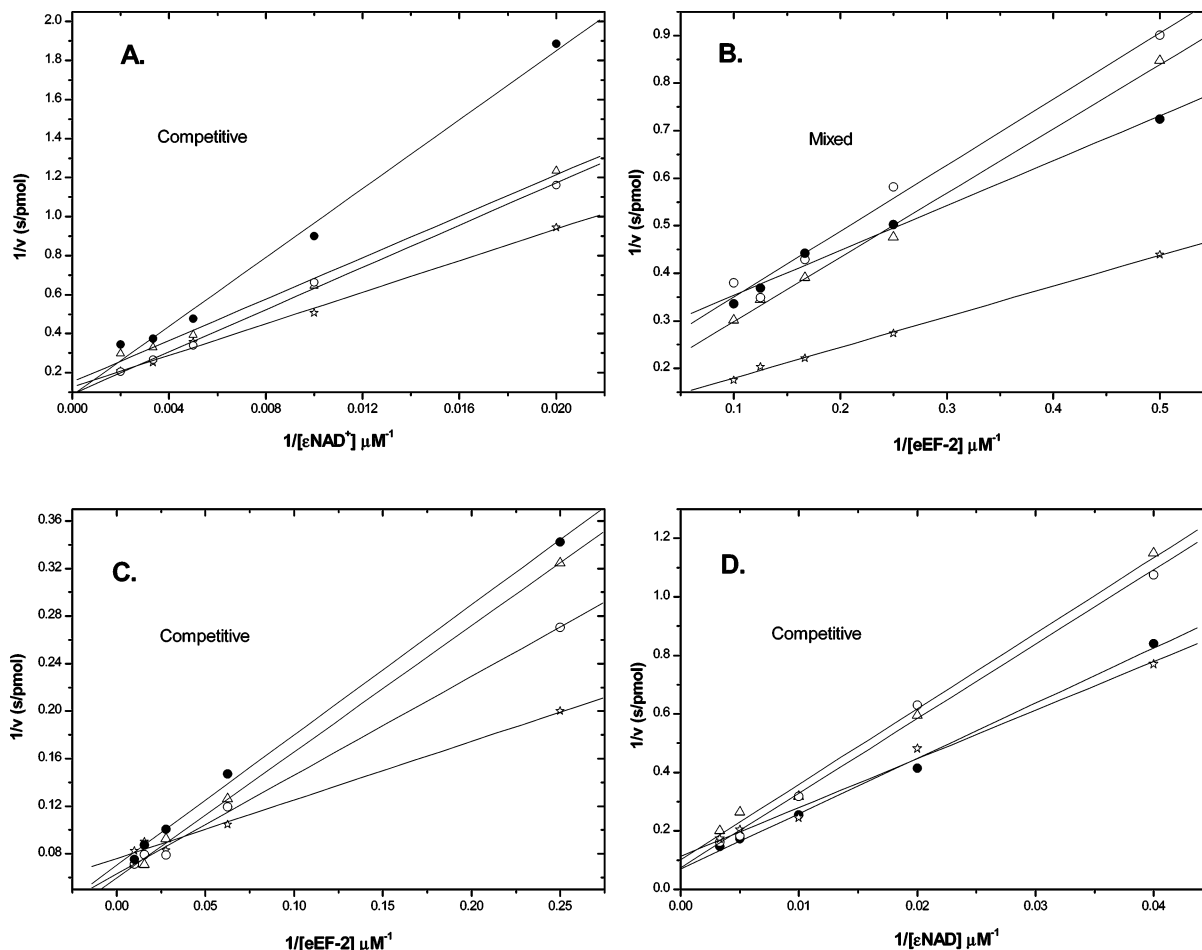 A.
Competitive
2.0
1.8
1.6
1.4
1.2
1.0
0.8
0.6
0.4
0.2
1/v (s/pmol)
0.000 0.004 0.008 0.012 0.016 0.020
1/[εNAD⁺] μM⁻¹
B.
Mixed
0.9
0.8
0.7
0.6
0.5
0.4
0.3
0.2
1/v (s/pmol)
0.1 0.2 0.3 0.4 0.5
1/[eEF-2] μM⁻¹
C.
Competitive
0.36
0.32
0.28
0.24
0.20
0.16
0.12
0.08
1/v (s/pmol)
0.00 0.05 0.10 0.15 0.20 0.25
1/[eEF-2] μM⁻¹
D.
Competitive
1.2
1.0
0.8
0.6
0.4
0.2
0.0
1/v (s/pmol)
0.00 0.01 0.02 0.03 0.04
1/[εNAD] μM⁻¹